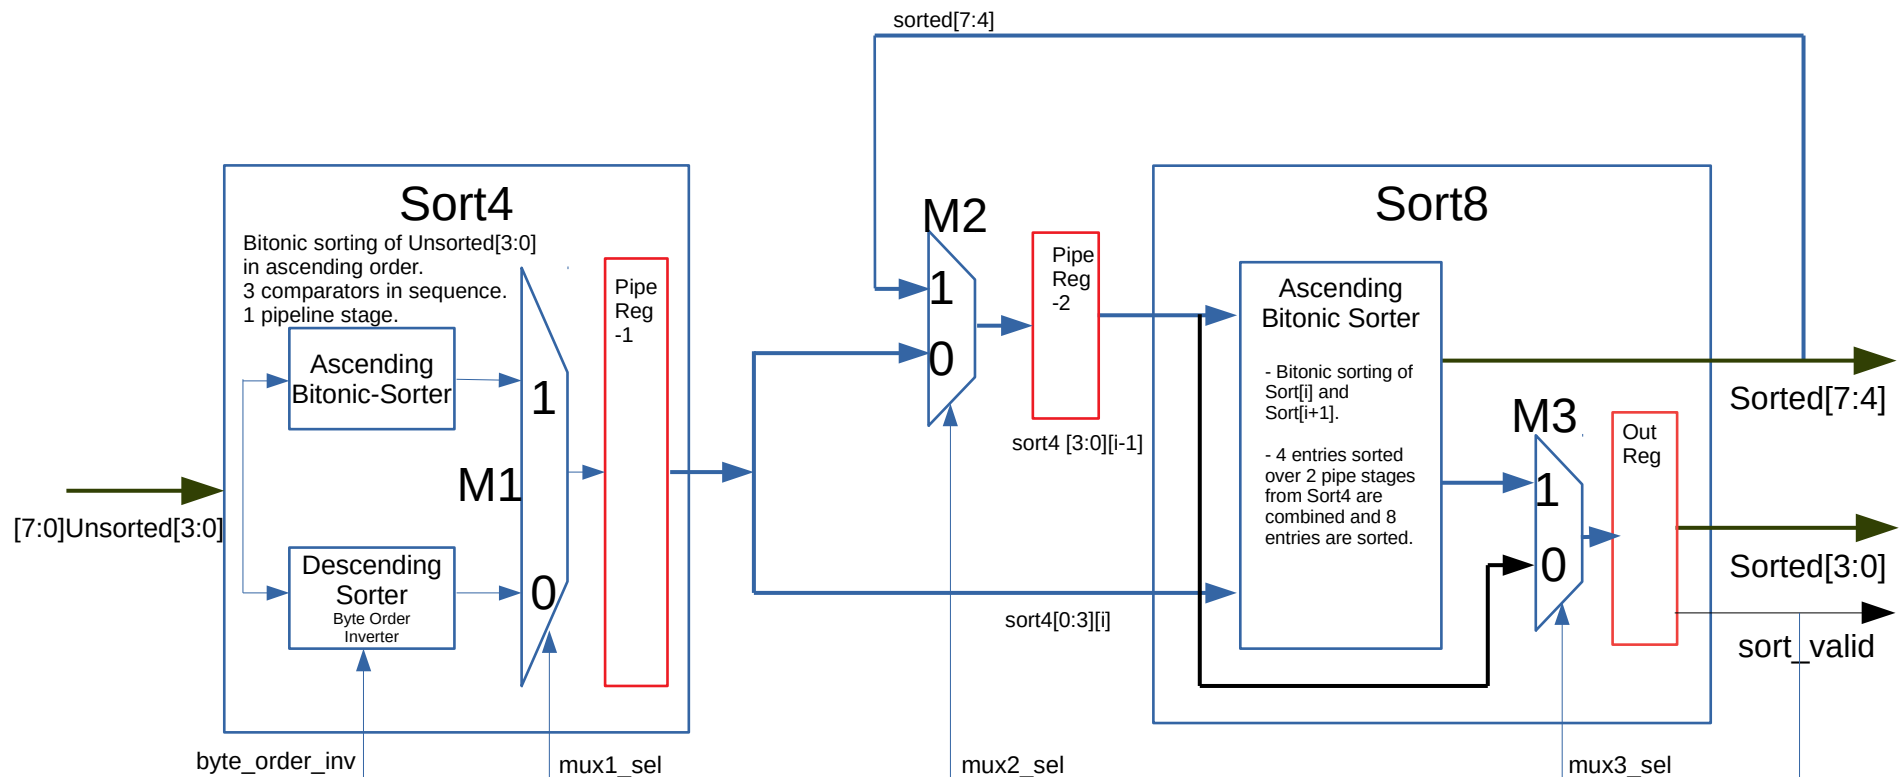 sorted[7:4]
Sort4
Bitonic sorting of Unsorted[3:0]
in ascending order.
3 comparators in sequence.
1 pipeline stage.
Ascending
Bitonic-Sorter
1
M1
0
Descending
Sorter
Byte Order
Inverter
Pipe
Reg
-1
[7:0]Unsorted[3:0]
byte_order_inv
mux1_sel
M2
1
0
Pipe
Reg
-2
sort4 [3:0][i-1]
sort4[0:3][i]
mux2_sel
Sort8
Ascending
Bitonic Sorter
- Bitonic sorting of
Sort[i] and
Sort[i+1].
- 4 entries sorted
over 2 pipe stages
from Sort4 are
combined and 8
entries are sorted.
M3
1
0
Out
Reg
mux3_sel
Sorted[7:4]
Sorted[3:0]
sort_valid